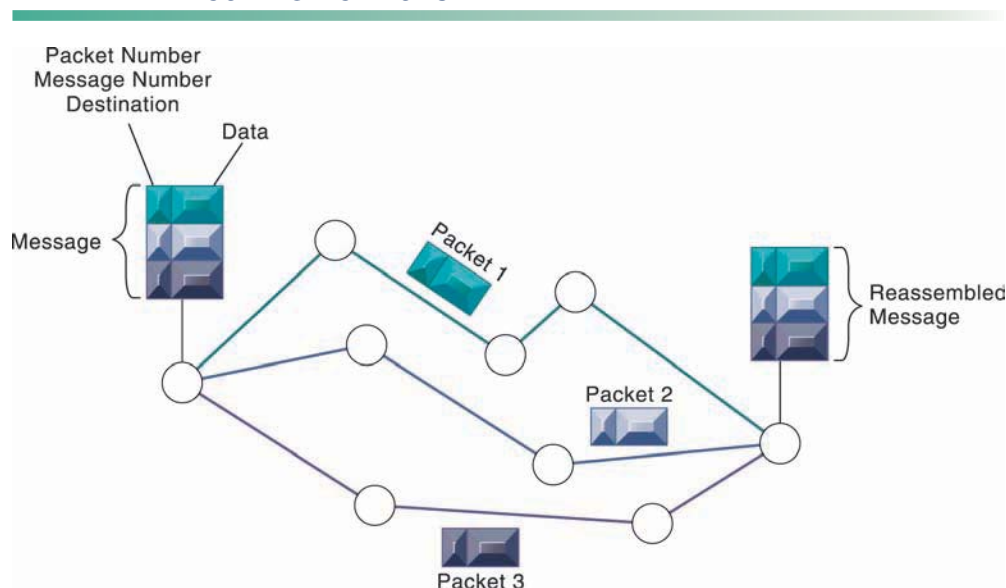 Packet Number
Message Number
Destination
Data
Message
Packet 1
Packet 2
Packet 3
Reassembled
Message